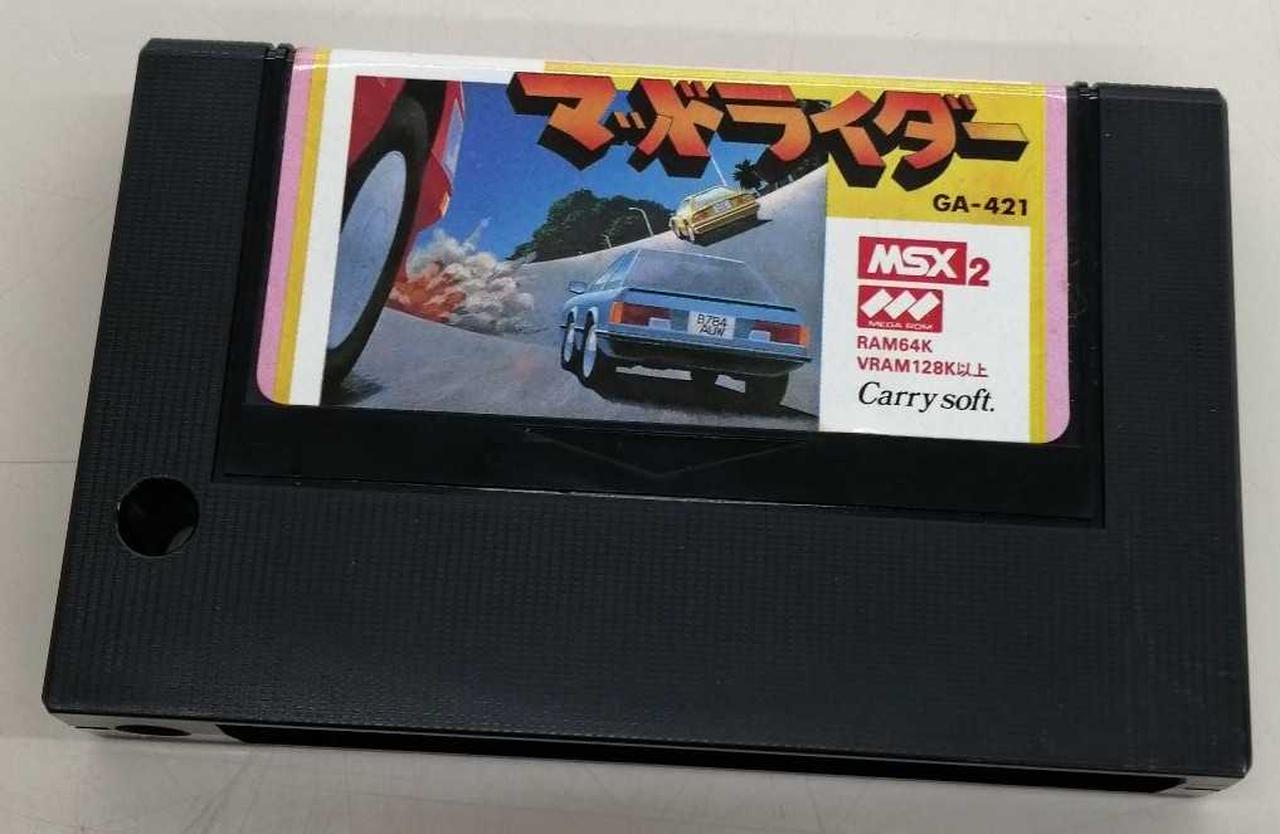 マッドライダー
GA-421
MSX2
MEGA ROM
RAM64K
VRAM128K以上
Carry soft.
B784
AUW